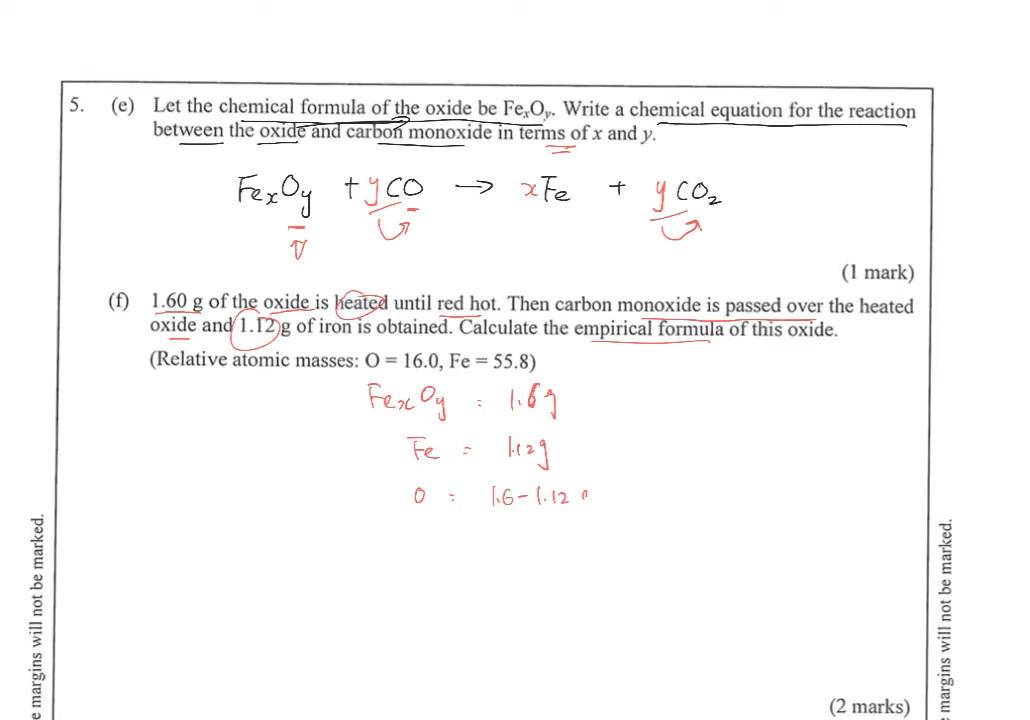 5. (e) Let the chemical formula of the oxide be FeₓOᵧ. Write a chemical equation for the reaction
between the oxide and carbon monoxide in terms of x and y.
FeₓOᵧ + yCO → xFe + yCO₂
(1 mark)
(f) 1.60 g of the oxide is heated until red hot. Then carbon monoxide is passed over the heated
oxide and 1.12 g of iron is obtained. Calculate the empirical formula of this oxide.
(Relative atomic masses: O = 16.0, Fe = 55.8)
FeₓOᵧ = 1.6g
Fe = 1.12g
O = 1.6 - 1.12
(2 marks)
e margins will not be marked.
e margins will not be marked.